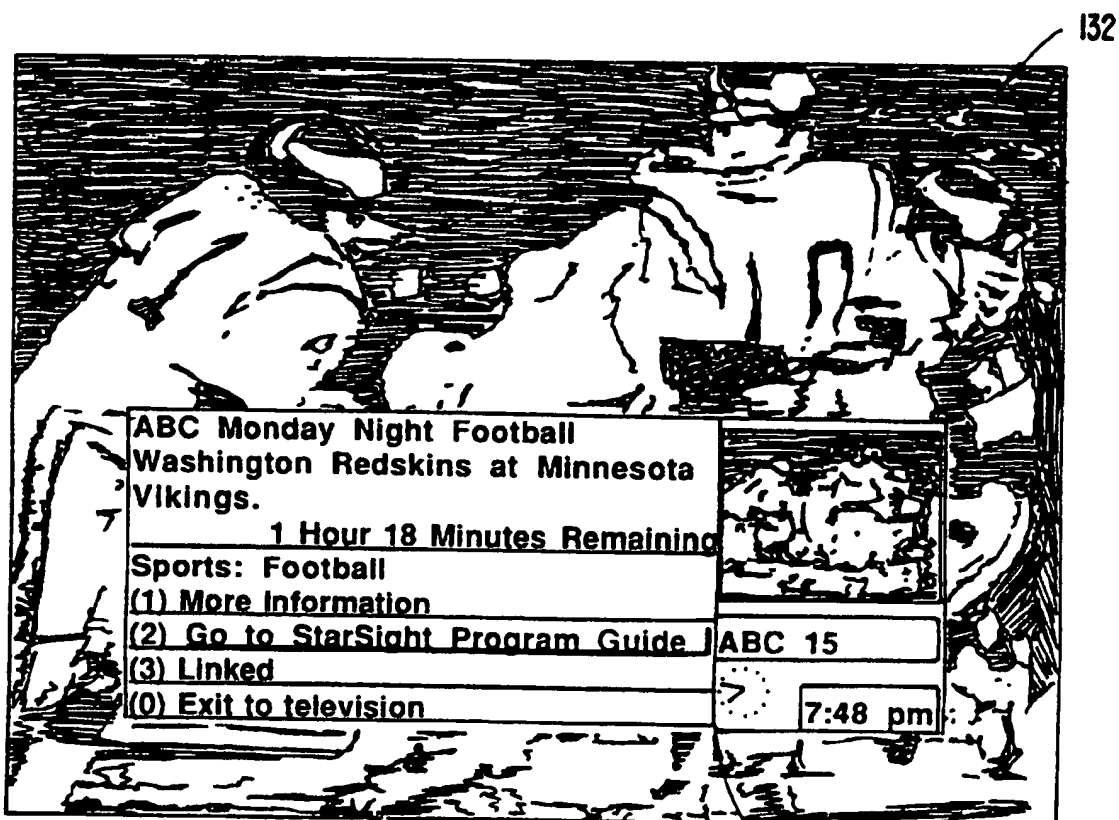 132
ABC Monday Night Football
Washington Redskins at Minnesota
Vikings.
1 Hour 18 Minutes Remaining
Sports: Football
(1) More Information
(2) Go to StarSight Program Guide
ABC 15
(3) Linked
(0) Exit to television
7:48 pm